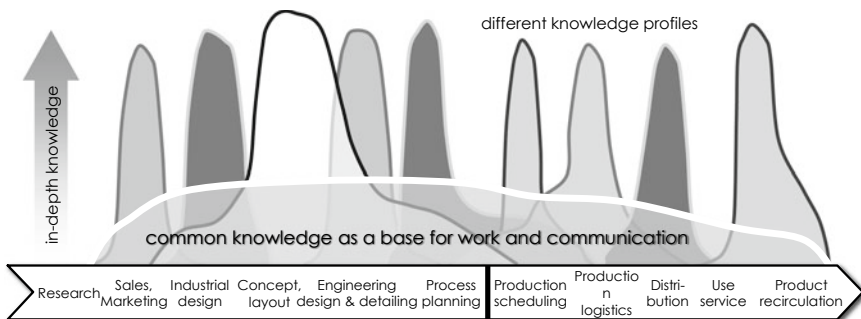 different knowledge profiles
in-depth knowledge
common knowledge as a base for work and communication
Research
Sales,
Marketing
Industrial
design
Concept,
layout
Engineering
design & detailing
Process
planning
Production
scheduling
Productio
n
logistics
Distri-
bution
Use
service
Product
recirculation